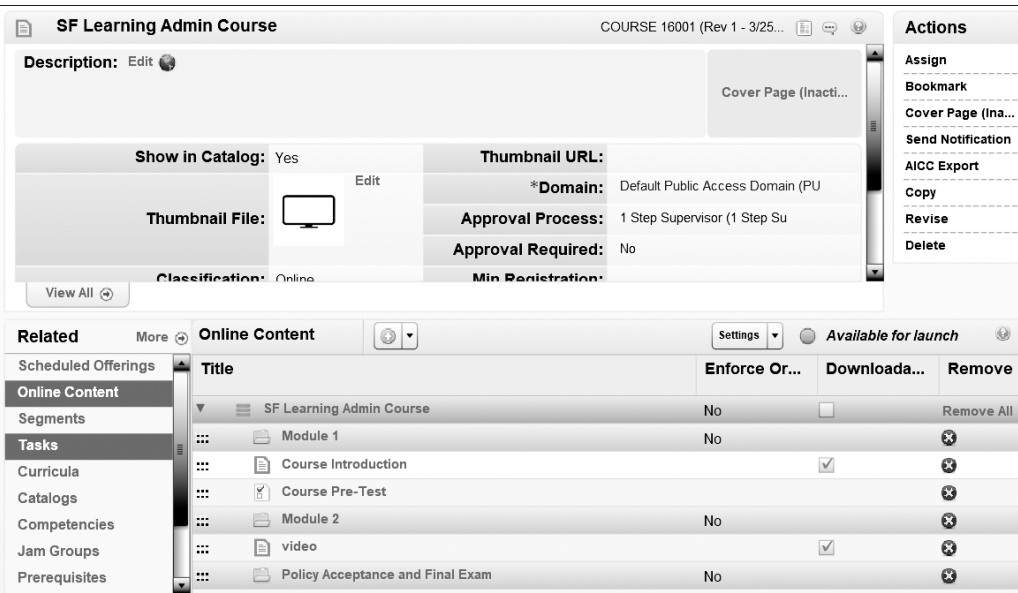 SF Learning Admin Course
COURSE 16001 (Rev 1 - 3/25...
Description: Edit
Cover Page (Inacti...
Show in Catalog: Yes
Thumbnail URL:
Thumbnail File:
Edit
*Domain: Default Public Access Domain (PU
Approval Process: 1 Step Supervisor (1 Step Su
Approval Required: No
Classification: Online
Min Registration:
View All
Actions
Assign
Bookmark
Cover Page (Ina...
Send Notification
AICC Export
Copy
Revise
Delete
Related More
Scheduled Offerings
Online Content
Segments
Tasks
Curricula
Catalogs
Competencies
Jam Groups
Prerequisites
Online Content
Settings
Available for launch
Title Enforce Or... Downloada... Remove
SF Learning Admin Course No Remove All
Module 1 No
Course Introduction
Course Pre-Test
Module 2 No
video
Policy Acceptance and Final Exam No